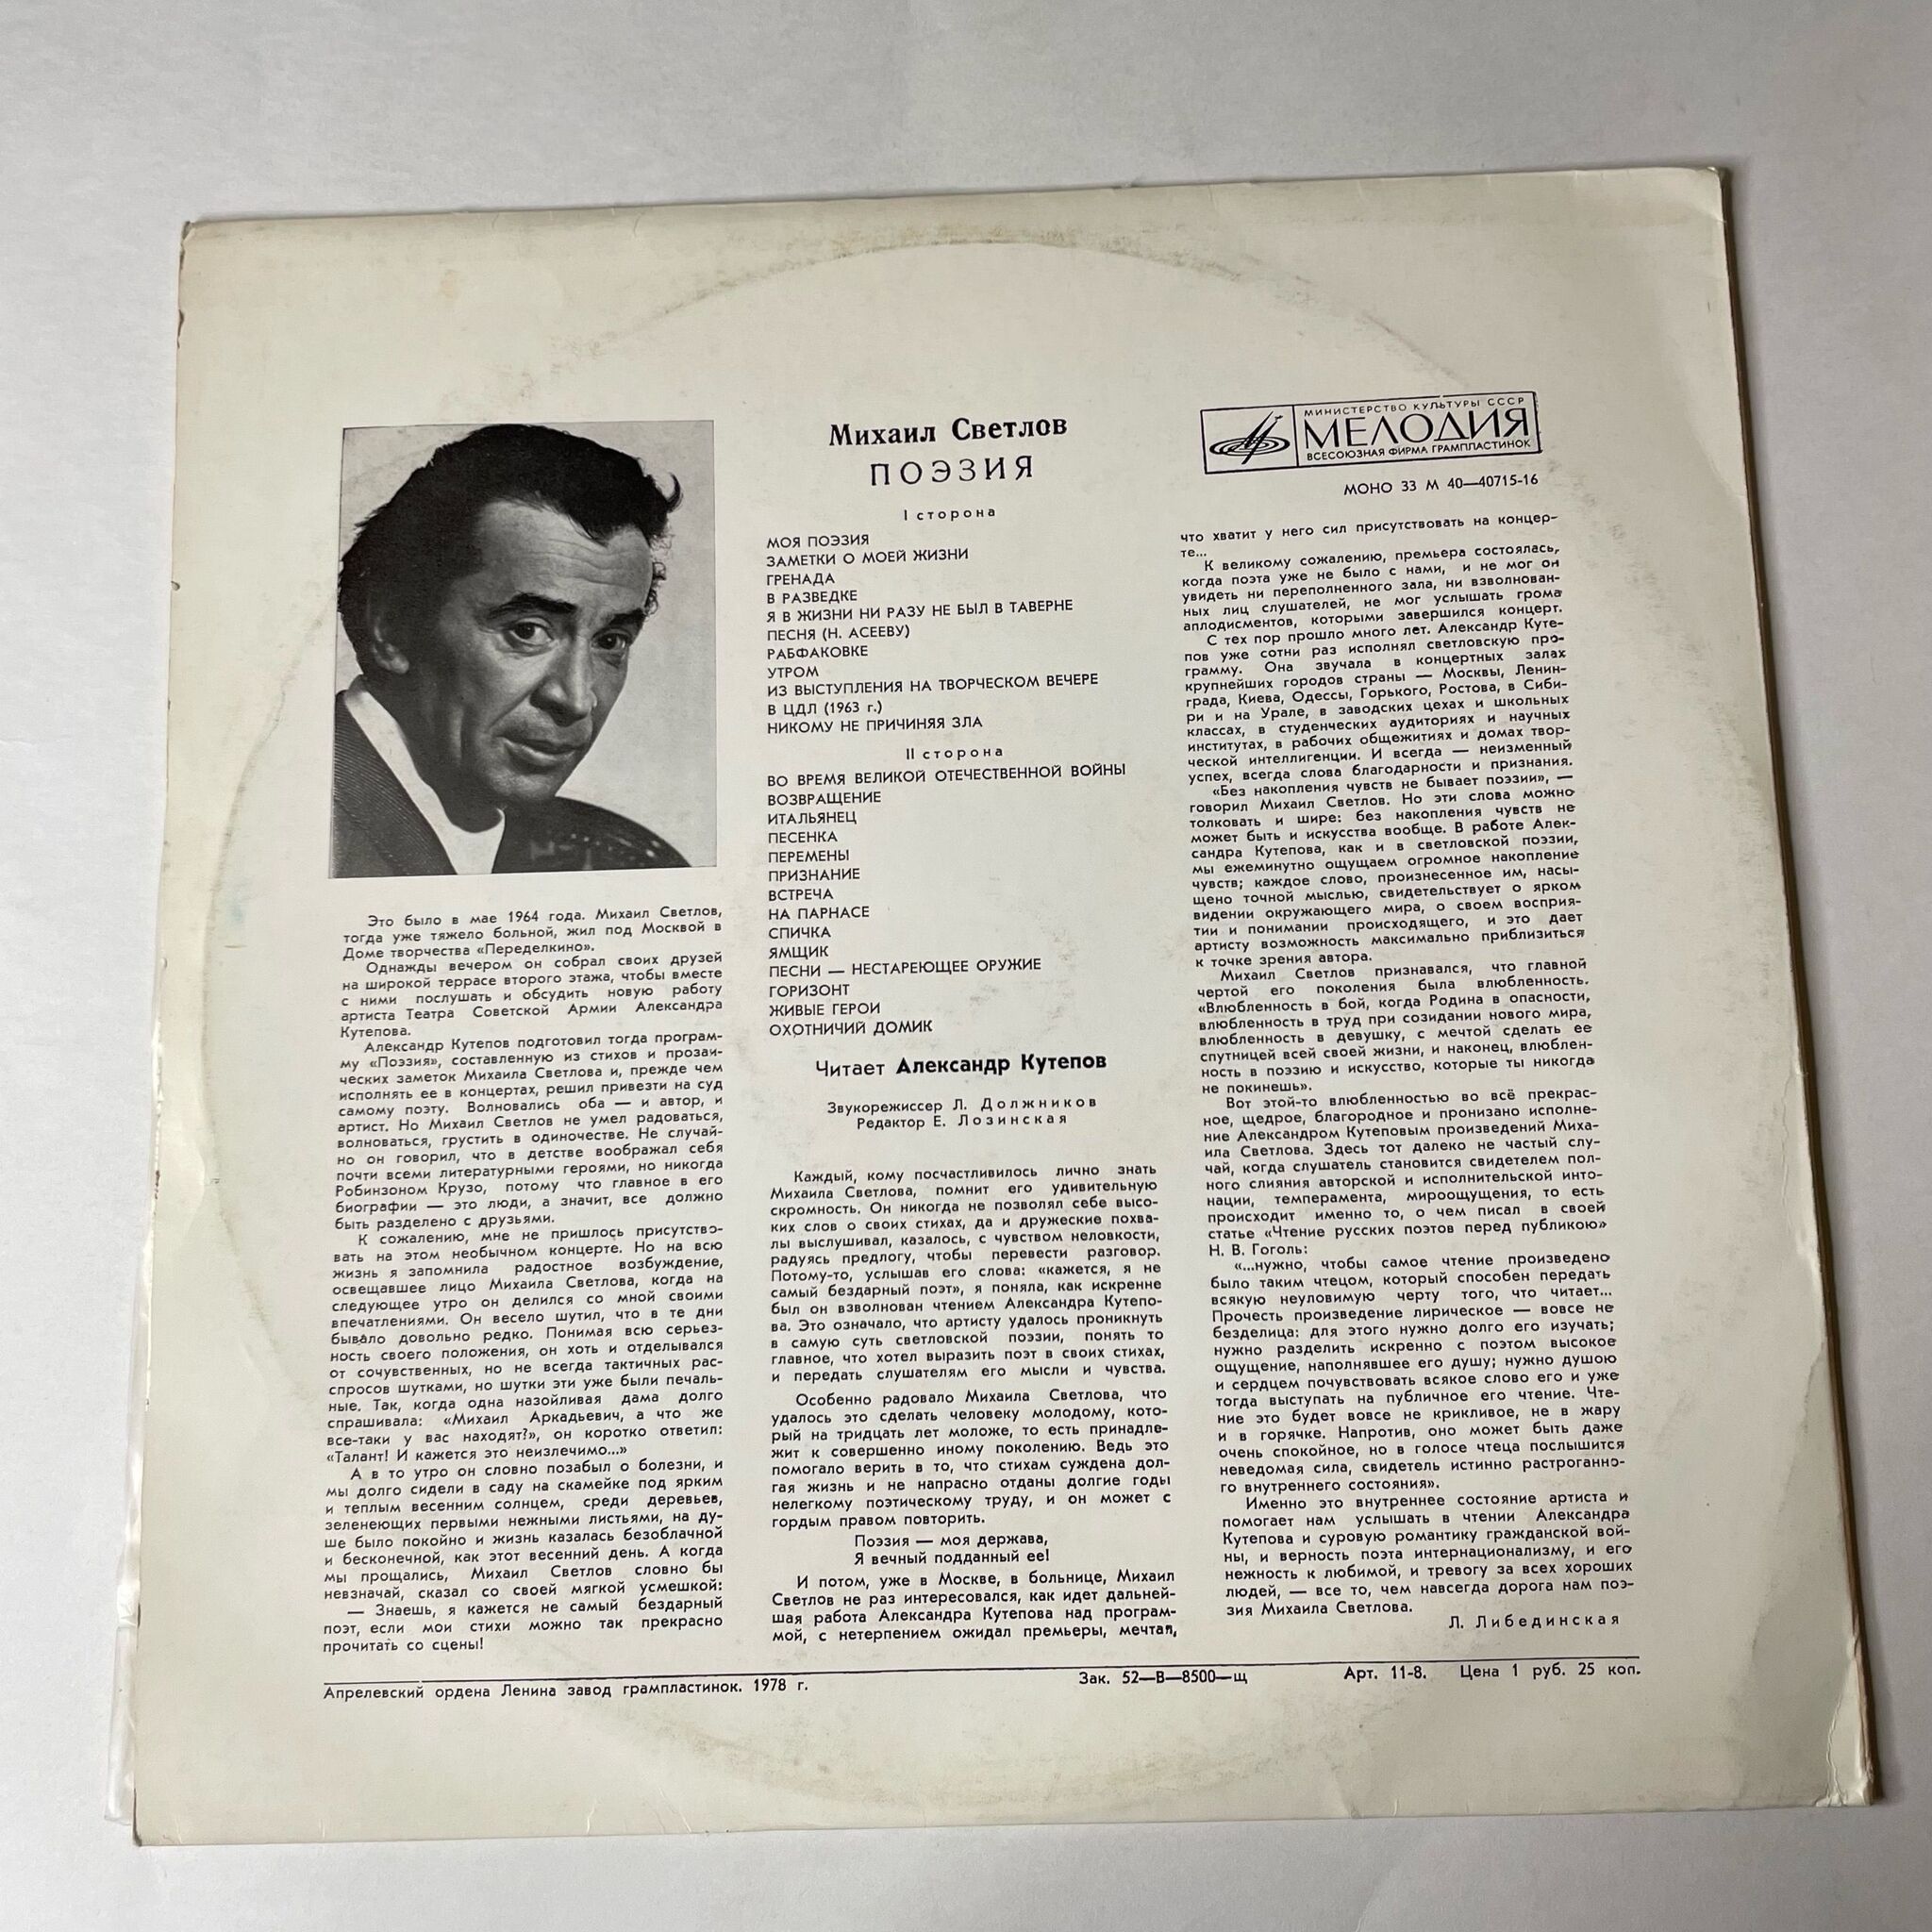 Михаил Светлов
ПОЭЗИЯ
I сторона
МОЯ ПОЭЗИЯ
ЗАМЕТКИ О МОЕЙ ЖИЗНИ
ГРЕНАДА
В РАЗВЕДКЕ
Я В ЖИЗНИ НИ РАЗУ НЕ БЫЛ В ТАВЕРНЕ
ПЕСНЯ (Н. АСЕЕВУ)
РАБФАКОВКЕ
УТРОМ
ИЗ ВЫСТУПЛЕНИЯ НА ТВОРЧЕСКОМ ВЕЧЕРЕ
В ЦДЛ (1963 г.)
НИКОМУ НЕ ПРИЧИНЯЯ ЗЛА
II сторона
ВО ВРЕМЯ ВЕЛИКОЙ ОТЕЧЕСТВЕННОЙ ВОЙНЫ
ВОЗВРАЩЕНИЕ
ИТАЛЬЯНЕЦ
ПЕСЕНКА
ПЕРЕМЕНЫ
ПРИЗНАНИЕ
ВСТРЕЧА
НА ПАРНАСЕ
СПИЧКА
ЯМЩИК
ПЕСНИ — НЕСТАРЕЮЩЕЕ ОРУЖИЕ
ГОРИЗОНТ
ЖИВЫЕ ГЕРОИ
ОХОТНИЧИЙ ДОМИК
Читает Александр Кутепов
Звукорежиссер Л. Должников
Редактор Е. Лозинская
МИНИСТЕРСТВО КУЛЬТУРЫ СССР
МЕЛОДИЯ
ВСЕСОЮЗНАЯ ФИРМА ГРАМПЛАСТИНОК
МОНО 33 М 40—40715-16
Это было в мае 1964 года. Михаил Светлов,
тогда уже тяжело больной, жил под Москвой в
Доме творчества «Переделкино».
Однажды вечером он собрал своих друзей
на широкой террасе второго этажа, чтобы вместе
с ними послушать и обсудить новую работу
артиста Театра Советской Армии Александра
Кутепова.
Александр Кутепов подготовил тогда програм-
му «Поэзия», составленную из стихов и прозаи-
ческих заметок Михаила Светлова и, прежде чем
исполнять ее в концертах, решил привезти на суд
самому поэту. Волновались оба — и автор, и
артист. Но Михаил Светлов не умел радоваться,
волноваться, грустить в одиночестве. Не случай-
но он говорил, что в детстве воображал себя
почти всеми литературными героями, но никогда
Робинзоном Крузо, потому что главное в его
биографии — это люди, а значит, все должно
быть разделено с друзьями.
К сожалению, мне не пришлось присутство-
вать на этом необычном концерте. Но на всю
жизнь я запомнила радостное возбуждение,
освещавшее лицо Михаила Светлова, когда на
следующее утро он делился со мной своими
впечатлениями. Он весело шутил, что в те дни
бывало довольно редко. Понимая всю серьез-
ность своего положения, он хоть и отделывался
от сочувственных, но не всегда тактичных рас-
спросов шутками, но шутки эти уже были печаль-
ные. Так, когда одна назойливая дама долго
спрашивала: «Михаил Аркадьевич, а что же
все-таки у вас находят?», он коротко ответил:
«Талант! И кажется это неизлечимо...»
А в то утро он словно позабыл о болезни, и
мы долго сидели в саду на скамейке под ярким
и теплым весенним солнцем, среди деревьев,
зеленеющих первыми нежными листьями, на ду-
ше было покойно и жизнь казалась безоблачной
и бесконечной, как этот весенний день. А когда
мы прощались, Михаил Светлов словно бы
невзначай, сказал со своей мягкой усмешкой:
— Знаешь, я кажется не самый бездарный
поэт, если мои стихи можно так прекрасно
прочитать со сцены!
Каждый, кому посчастливилось лично знать
Михаила Светлова, помнит его удивительную
скромность. Он никогда не позволял себе высо-
ких слов о своих стихах, да и дружеские похва-
лы выслушивал, казалось, с чувством неловкости,
радуясь предлогу, чтобы перевести разговор.
Потому-то, услышав его слова: «кажется, я не
самый бездарный поэт», я поняла, как искренне
был он взволнован чтением Александра Кутепо-
ва. Это означало, что артисту удалось проникнуть
в самую суть светловской поэзии, понять то
главное, что хотел выразить поэт в своих стихах,
и передать слушателям его мысли и чувства.
Особенно радовало Михаила Светлова, что
удалось это сделать человеку молодому, кото-
рый на тридцать лет моложе, то есть принадле-
жит к совершенно иному поколению. Ведь это
помогало верить в то, что стихам суждена дол-
гая жизнь и не напрасно отданы долгие годы
нелегкому поэтическому труду, и он может с
гордым правом повторить.
Поэзия — моя держава,
Я вечный подданный ее!
И потом, уже в Москве, в больнице, Михаил
Светлов не раз интересовался, как идет дальней-
шая работа Александра Кутепова над програм-
мой, с нетерпением ожидал премьеры, мечтал,
что хватит у него сил присутствовать на концер-
те...
К великому сожалению, премьера состоялась,
когда поэта уже не было с нами, и не мог он
увидеть ни переполненного зала, ни взволнован-
ных лиц слушателей, не мог услышать грома
аплодисментов, которыми завершился концерт.
С тех пор прошло много лет. Александр Куте-
пов уже сотни раз исполнял светловскую про-
грамму. Она звучала в концертных залах
крупнейших городов страны — Москвы, Ленин-
града, Киева, Одессы, Горького, Ростова, в Сиби-
ри и на Урале, в заводских цехах и школьных
классах, в студенческих аудиториях и научных
институтах, в рабочих общежитиях и домах твор-
ческой интеллигенции. И всегда — неизменный
успех, всегда слова благодарности и признания.
«Без накопления чувств не бывает поэзии», —
говорил Михаил Светлов. Но эти слова можно
толковать и шире: без накопления чувств не
может быть и искусства вообще. В работе Алек-
сандра Кутепова, как и в светловской поэзии,
мы ежеминутно ощущаем огромное накопление
чувств; каждое слово, произнесенное им, насы-
щено точной мыслью, свидетельствует о ярком
видении окружающего мира, о своем восприя-
тии и понимании происходящего, и это дает
артисту возможность максимально приблизиться
к точке зрения автора.
Михаил Светлов признавался, что главной
чертой его поколения была влюбленность.
«Влюбленность в бой, когда Родина в опасности,
влюбленность в труд при созидании нового мира,
влюбленность в девушку, с мечтой сделать ее
спутницей всей своей жизни, и наконец, влюблен-
ность в поэзию и искусство, которые ты никогда
не покинешь».
Вот этой-то влюбленностью во всё прекрас-
ное, щедрое, благородное и пронизано исполне-
ние Александром Кутеповым произведений Миха-
ила Светлова. Здесь тот далеко не частый слу-
чай, когда слушатель становится свидетелем пол-
ного слияния авторской и исполнительской инто-
нации, темперамента, мироощущения, то есть
происходит именно то, о чем писал в своей
статье «Чтение русских поэтов перед публикою»
Н. В. Гоголь:
«...нужно, чтобы самое чтение произведено
было таким чтецом, который способен передать
всякую неуловимую черту того, что читает...
Прочесть произведение лирическое — вовсе не
безделица: для этого нужно долго его изучать;
нужно разделить искренно с поэтом высокое
ощущение, наполнявшее его душу; нужно душою
и сердцем почувствовать всякое слово его и уже
тогда выступать на публичное его чтение. Чте-
ние это будет вовсе не крикливое, не в жару
и в горячке. Напротив, оно может быть даже
очень спокойное, но в голосе чтеца послышится
неведомая сила, свидетель истинно растроганно-
го внутреннего состояния».
Именно это внутреннее состояние артиста и
помогает нам услышать в чтении Александра
Кутепова и суровую романтику гражданской вой-
ны, и верность поэта интернационализму, и его
нежность к любимой, и тревогу за всех хороших
людей, — все то, чем навсегда дорога нам поэ-
зия Михаила Светлова.
Л. Либединская
Апрелевский ордена Ленина завод грампластинок. 1978 г.
Зак. 52—В—8500—щ
Арт. 11-8. Цена 1 руб. 25 коп.